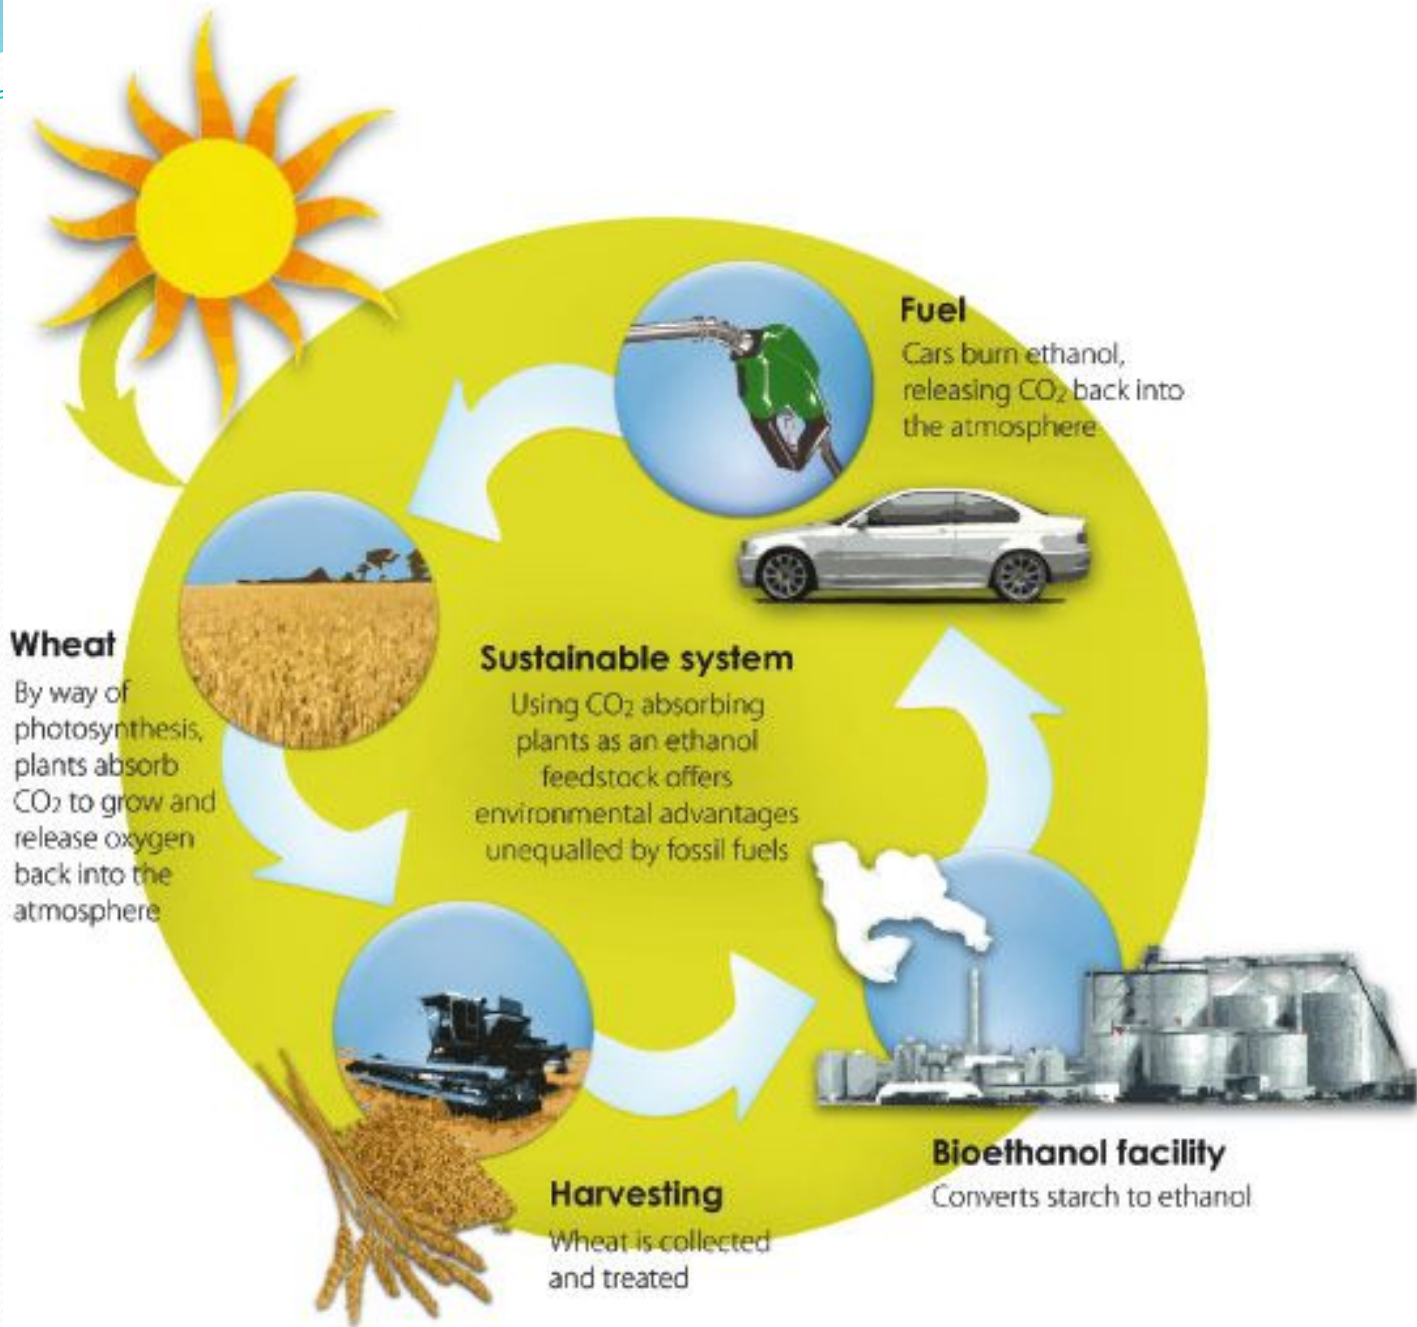 Fuel
Cars burn ethanol,
releasing CO2 back into
the atmosphere
Wheat
By way of
photosynthesis,
plants absorb
CO2 to grow and
release oxygen
back into the
atmosphere
Sustainable system
Using CO2 absorbing
plants as an ethanol
feedstock offers
environmental advantages
unequalled by fossil fuels
Bioethanol facility
Converts starch to ethanol
Harvesting
Wheat is collected
and treated